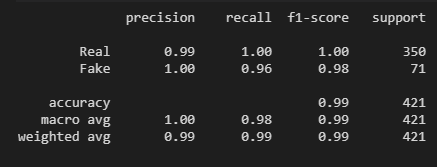 precision recall f1-score support
Real 0.99 1.00 1.00 350
Fake 1.00 0.96 0.98 71
accuracy 0.99 421
macro avg 1.00 0.98 0.99 421
weighted avg 0.99 0.99 0.99 421